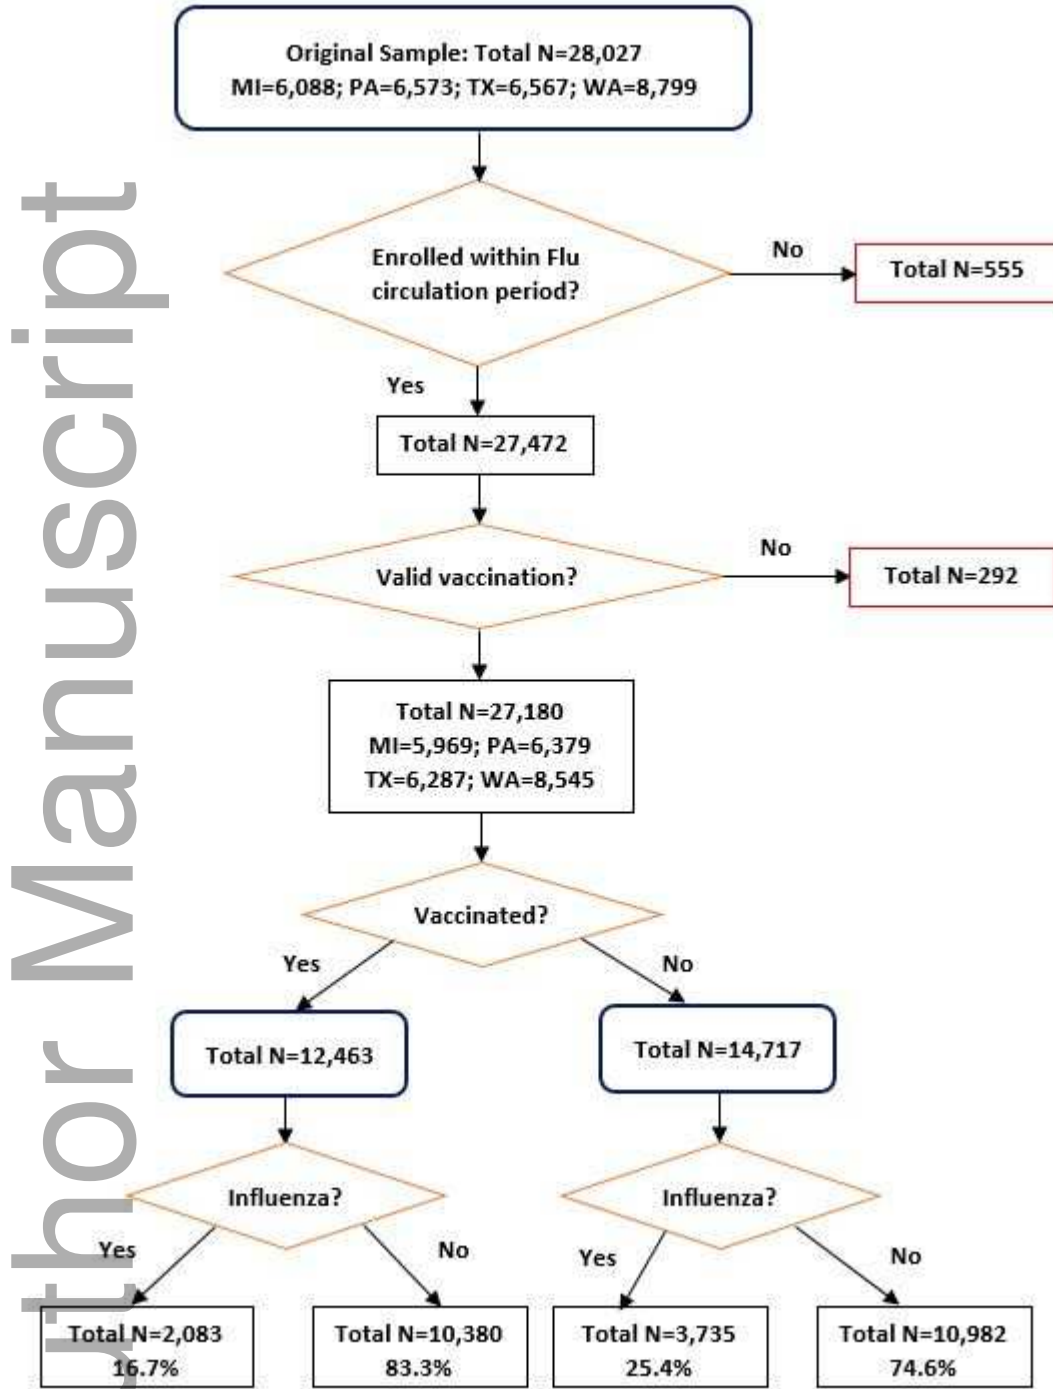 Original Sample: Total N=28,027
MI=6,088; PA=6,573; TX=6,567; WA=8,799
Enrolled within Flu
circulation period?
No
Total N=555
Yes
Total N=27,472
Valid vaccination?
No
Total N=292
Total N=27,180
MI=5,969; PA=6,379
TX=6,287; WA=8,545
Vaccinated?
Yes
No
Total N=12,463
Total N=14,717
Influenza?
Influenza?
Yes
No
Yes
No
Total N=2,083
16.7%
Total N=10,380
83.3%
Total N=3,735
25.4%
Total N=10,982
74.6%
uthor Manuscript